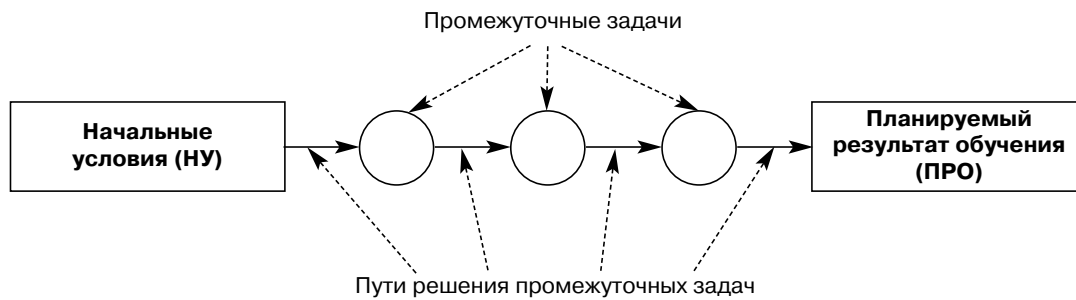 Промежуточные задачи
Начальные
условия (НУ)
Планируемый
результат обучения
(ПРО)
Пути решения промежуточных задач